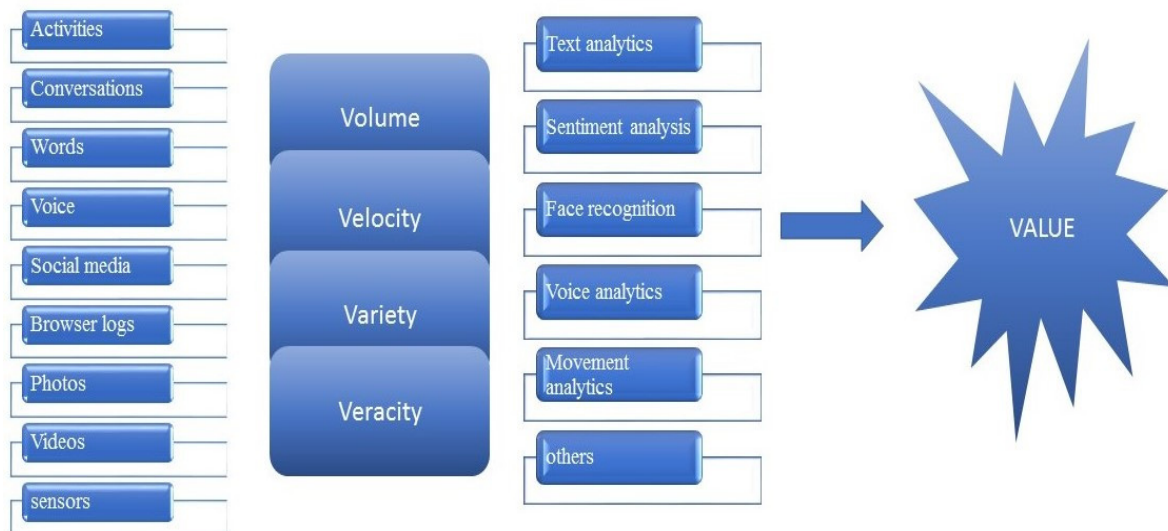 Activities
Conversations
Words
Voice
Social media
Browser logs
Photos
Videos
sensors
Volume
Velocity
Variety
Veracity
Text analytics
Sentiment analysis
Face recognition
Voice analytics
Movement
analytics
others
VALUE